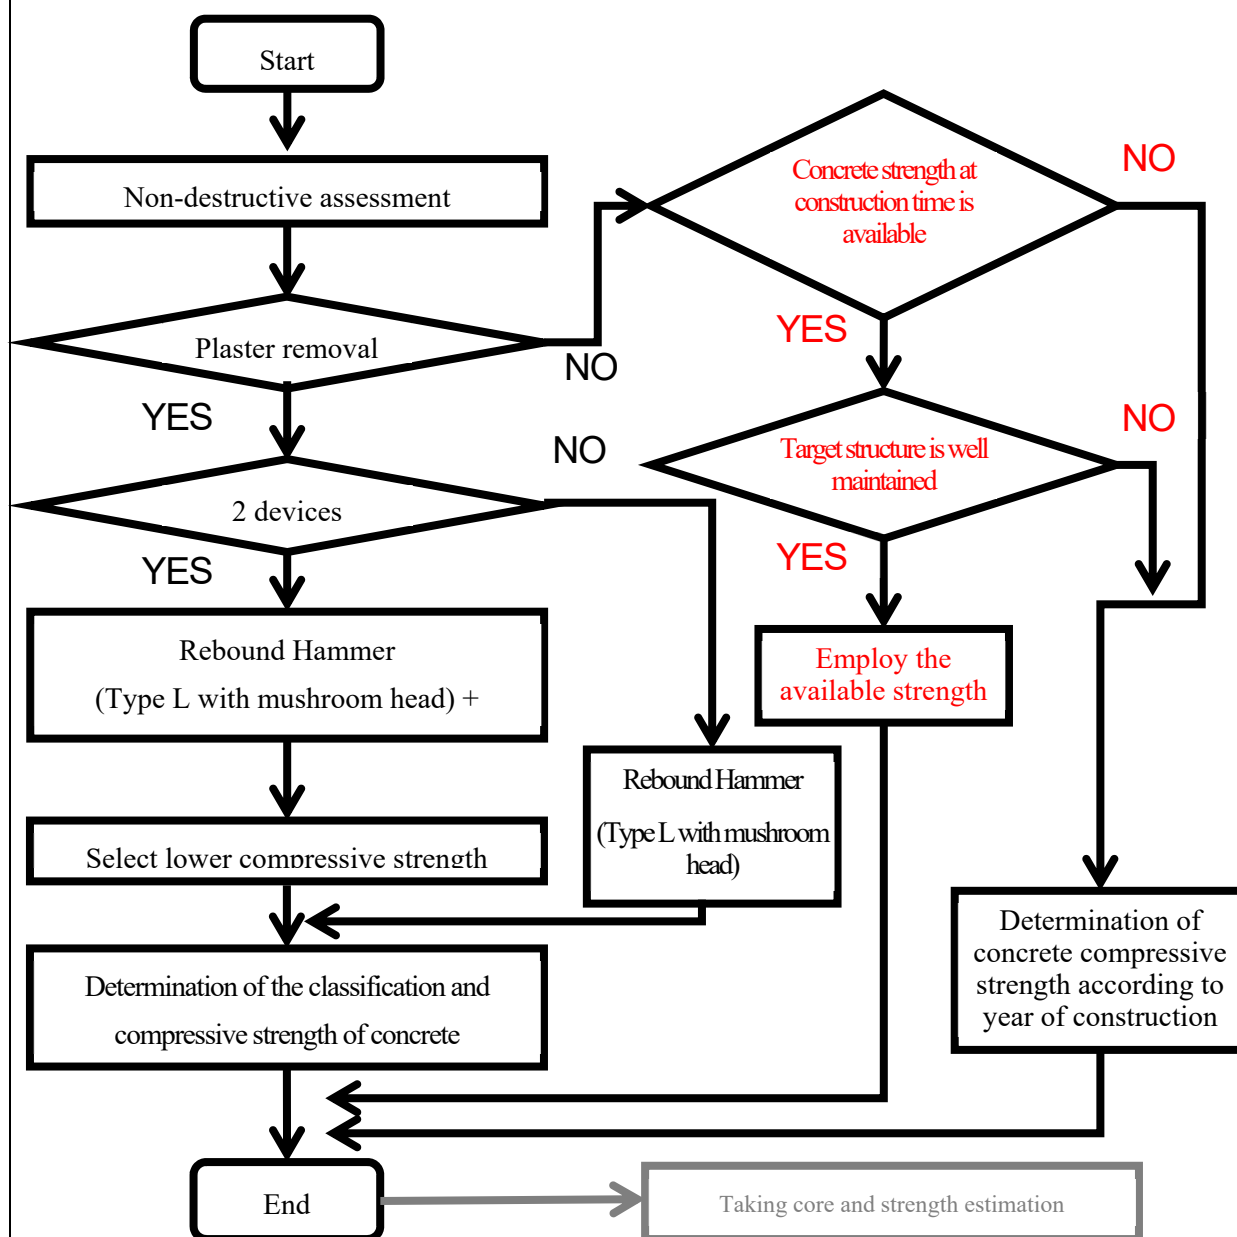 Start
Non-destructive assessment
Plaster removal
NO
YES
2 devices
NO
YES
Rebound Hammer
(Type L with mushroom head) +
Select lower compressive strength
Determination of the classification and
compressive strength of concrete
End
Rebound Hammer
(Type L with mushroom
head)
Concrete strength at
construction time is
available
NO
YES
Target structure is well
maintained
NO
YES
Employ the
available strength
Determination of
concrete compressive
strength according to
year of construction
Taking core and strength estimation